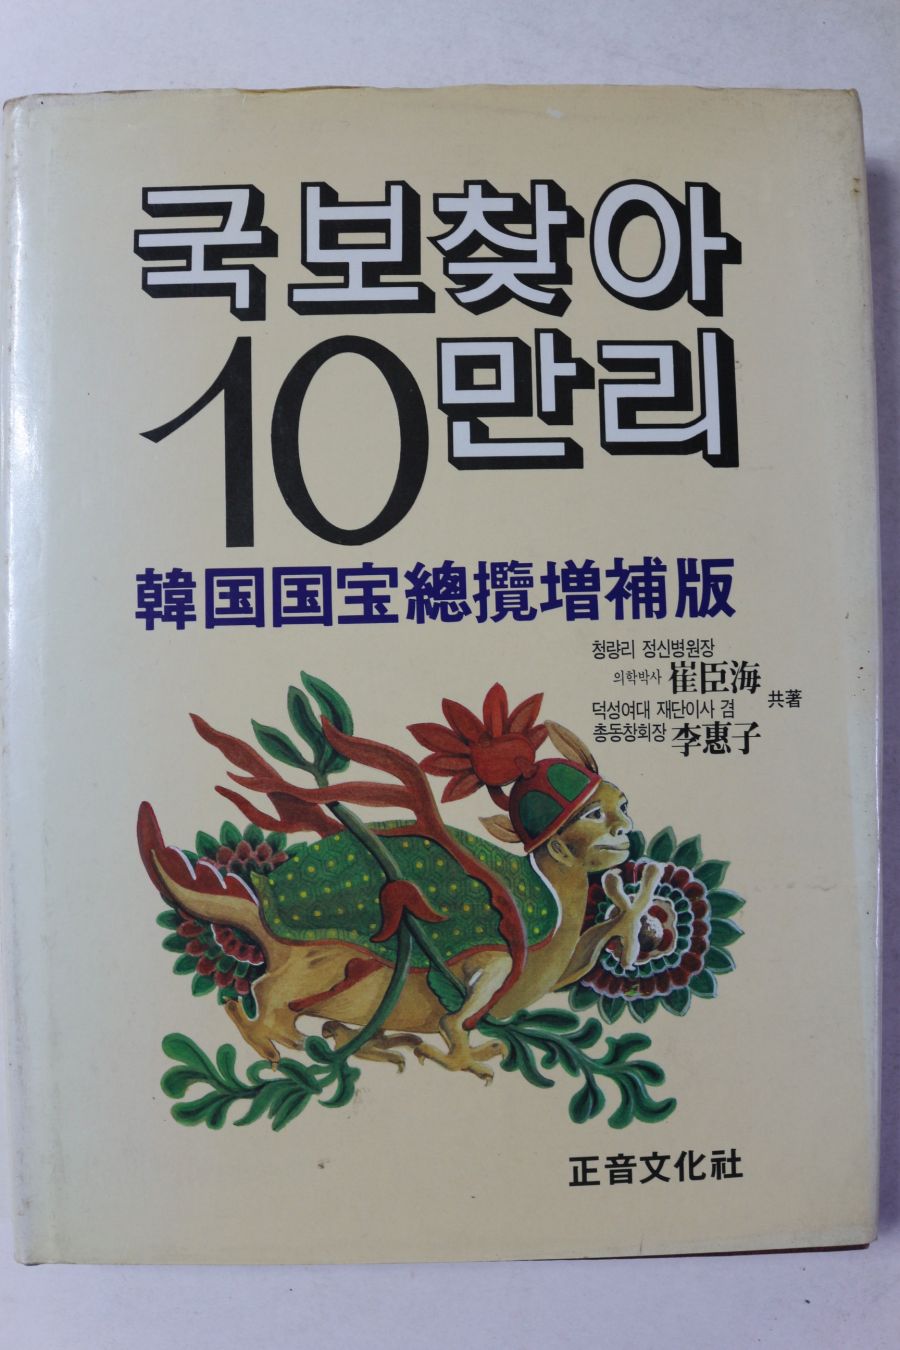 국보찾아
10만리
韓国国宝總攬増補版
청량리 정신병원장
의학박사 崔臣海
덕성여대 재단이사 겸
총동창회장 李惠子
共著
正音文化社